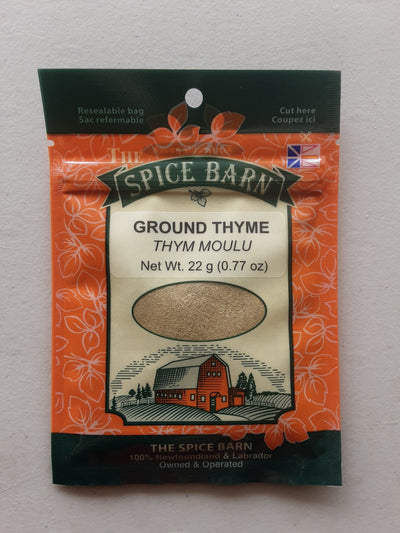 Resealable bag
Sac refermable
Cut here
Coupez ici
THE
SPICE BARN
GROUND THYME
THYM MOULU
Net Wt. 22 g (0.77 oz)
THE SPICE BARN
100% Newfoundland & Labrador
Owned & Operated